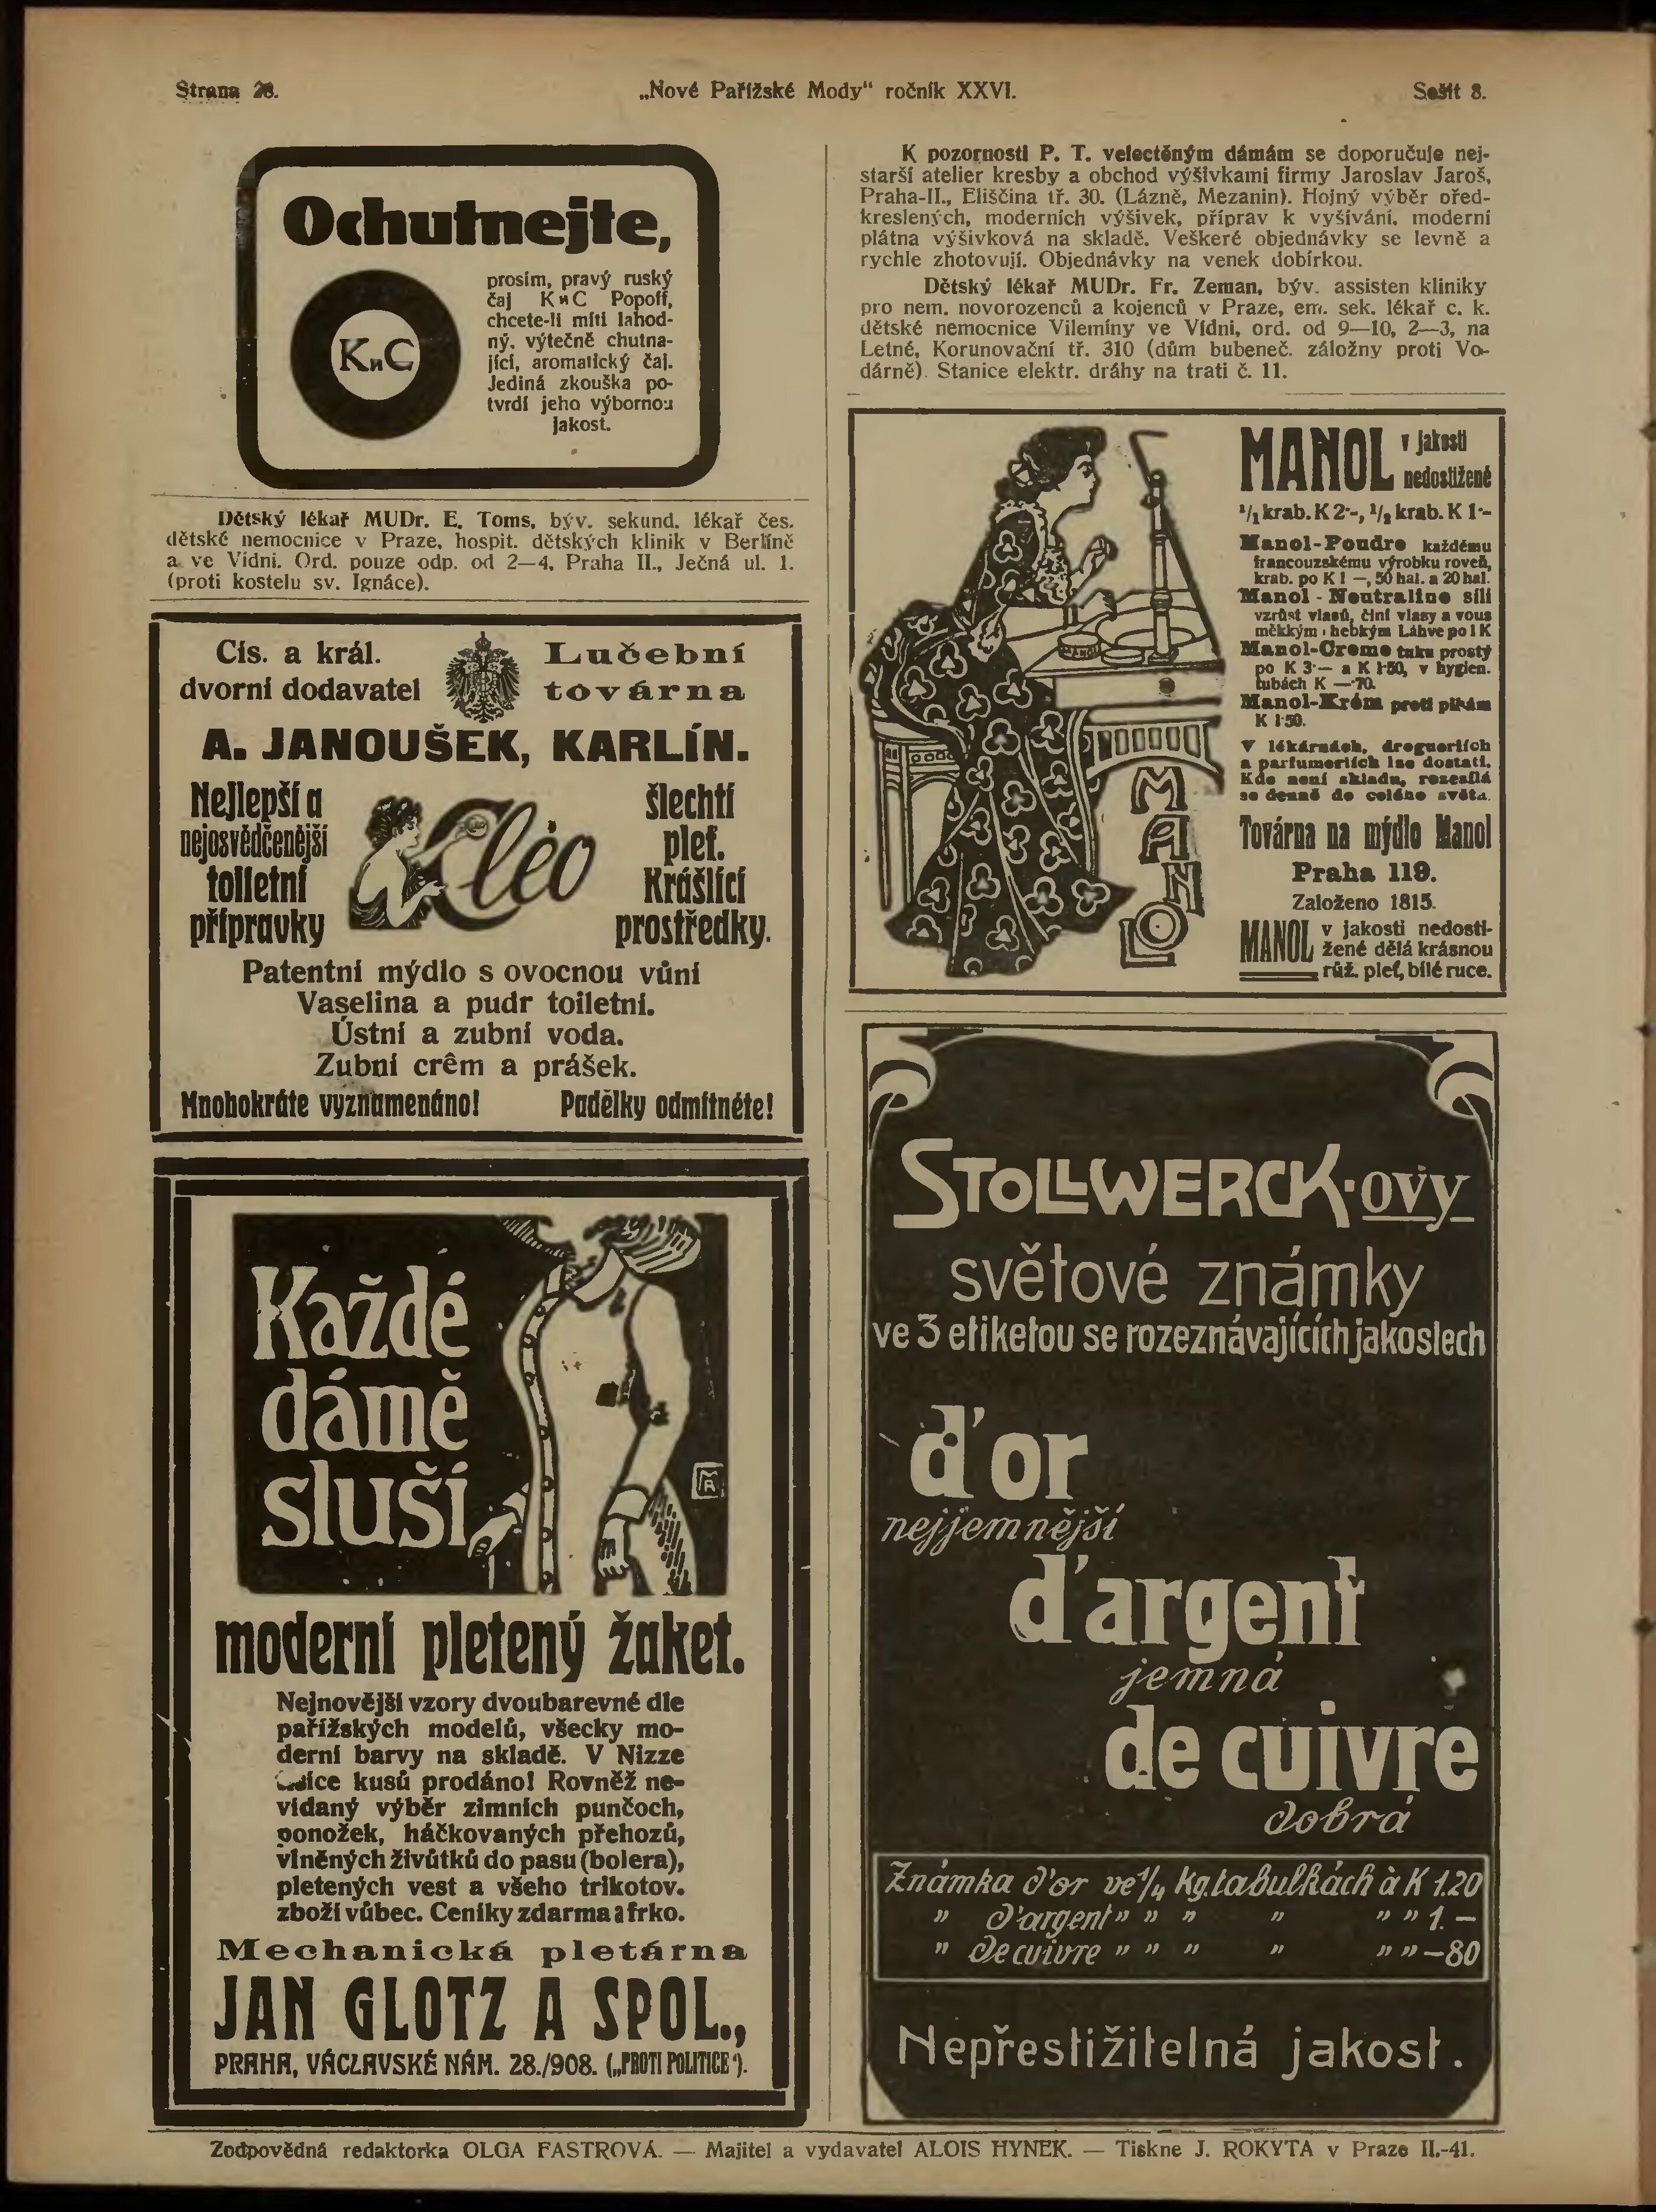 Strana 28.
„Nové Pařížské Mody" ročník XXVI.
Sešit 8.
Ochutnejte,
prosím, pravý ruský
čaj KиC Popoff,
chcete-li míti lahod-
ný, výtečně chutna-
jící, aromatický čaj.
Jediná zkouška po-
tvrdí jeho výbornou
jakost.
KиC
Dětský lékař MUDr. E. Toms, býv. sekund. lékař čes.
dětské nemocnice v Praze, hospit. dětských klinik v Berlíně
a ve Vídni. Ord. pouze odp. od 2—4, Praha II., Ječná ul. 1.
(proti kostelu sv. Ignáce).
Cís. a král.
dvorní dodavatel
Lučební
továrna
A. JANOUŠEK, KARLÍN.
Nejlepší a
nejosvědčenější
toiletní
přípravky
Cléo
šlechtí
pleť.
Krášlící
prostředky.
Patentní mýdlo s ovocnou vůní
Vaselina a pudr toiletní.
Ústní a zubní voda.
Zubní crêm a prášek.
Mnohokráte vyznamenáno!
Padělky odmítněte!
Každé
dámě
sluší
MA
moderní pletený žaket.
Nejnovější vzory dvoubarevné dle
pařížských modelů, všecky mo-
derní barvy na skladě. V Nizze
tisíce kusů prodáno! Rovněž ne-
vídaný výběr zimních punčoch,
ponožek, háčkovaných přehozů,
vlněných živůtků do pasu (bolera),
pletených vest a všeho trikotov.
zboží vůbec. Ceníky zdarma a frko.
Mechanická pletárna
JAN GLOTZ A SPOL.,
PRAHA, VÁCLAVSKÉ NÁM. 28./908. („PROTI POLITICE").
K pozornosti P. T. velectěným dámám se doporučuje nej-
starší atelier kresby a obchod výšivkami firmy Jaroslav Jaroš,
Praha-II., Eliščina tř. 30. (Lázně, Mezanin). Hojný výběr před-
kreslených, moderních výšivek, příprav k vyšívání, moderní
plátna výšivková na skladě. Veškeré objednávky se levně a
rychle zhotovují. Objednávky na venek dobírkou.
Dětský lékař MUDr. Fr. Zeman, býv. assisten kliniky
pro nem. novorozenců a kojenců v Praze, em. sek. lékař c. k.
dětské nemocnice Vilemíny ve Vídni, ord. od 9—10, 2—3, na
Letné, Korunovační tř. 310 (dům bubeneč. záložny proti Vo-
dárně). Stanice elektr. dráhy na trati č. 11.
MANOL
MANOL
MANOL v jakosti
nedostižené
1/1 krab. K 2·-, 1/2 krab. K 1·-
Manol-Poudre každému
francouzskému výrobku roveň,
krab. po K 1 —, 50 hal. a 20 hal.
Manol-Neutraline sílí
vzrůst vlasů, činí vlasy a vous
měkkým i hebkým Láhve po 1 K
Manol-Creme tuku prostý
po K 3·— a K 1·50, v hygien.
tubách K —·70.
Manol-Krém proti pihám
K 1·50.
V lékárnách, droguerifch
a parfumeriích lze dostati.
Kde není skladu, rozesílá
se denně do celého světa.
Továrna na mýdlo Manol
Praha 119.
Založeno 1815.
MANOL v jakosti nedosti-
žené dělá krásnou
růž. pleť, bílé ruce.
STOLLWERCK-ovy
světové známky
ve 3 etiketou se rozeznávajících jakostech
d'or
nejjemnější
d'argent
jemná
de cuivre
dobrá
Známka d'or ve 1/4 Kg. tabulkách à K 1.20
" d'argent " " " " " " 1.—
" de cuivre " " " " " " —80
Nepřestižitelná jakost.
Zodpovědná redaktorka OLGA FASTROVÁ. — Majitel a vydavatel ALOIS HYNEK. — Tiskne J. ROKYTA v Praze II.-41.